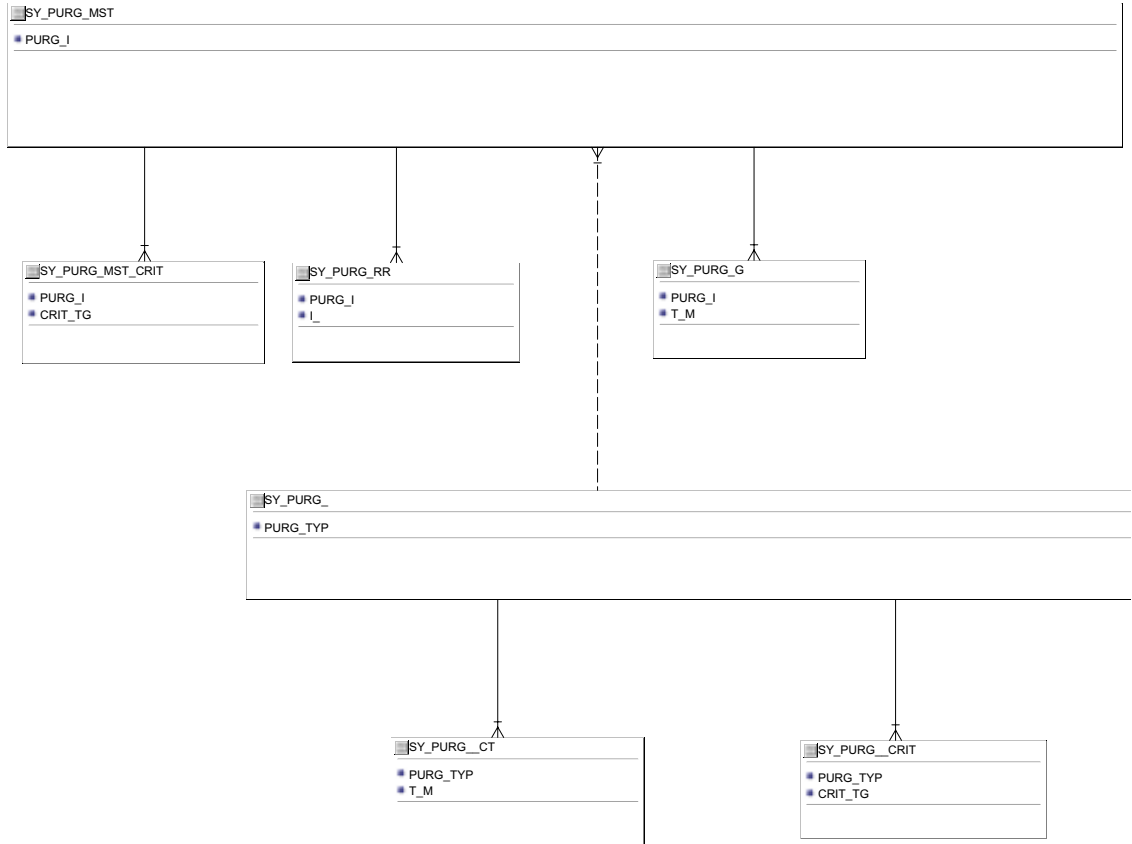 SY_PURG_MST
PURG_I
SY_PURG_MST_CRIT
PURG_I
CRIT_TG
SY_PURG_RR
PURG_I
I_
SY_PURG_G
PURG_I
T_M
SY_PURG_
PURG_TYP
SY_PURG__CT
PURG_TYP
T_M
SY_PURG__CRIT
PURG_TYP
CRIT_TG